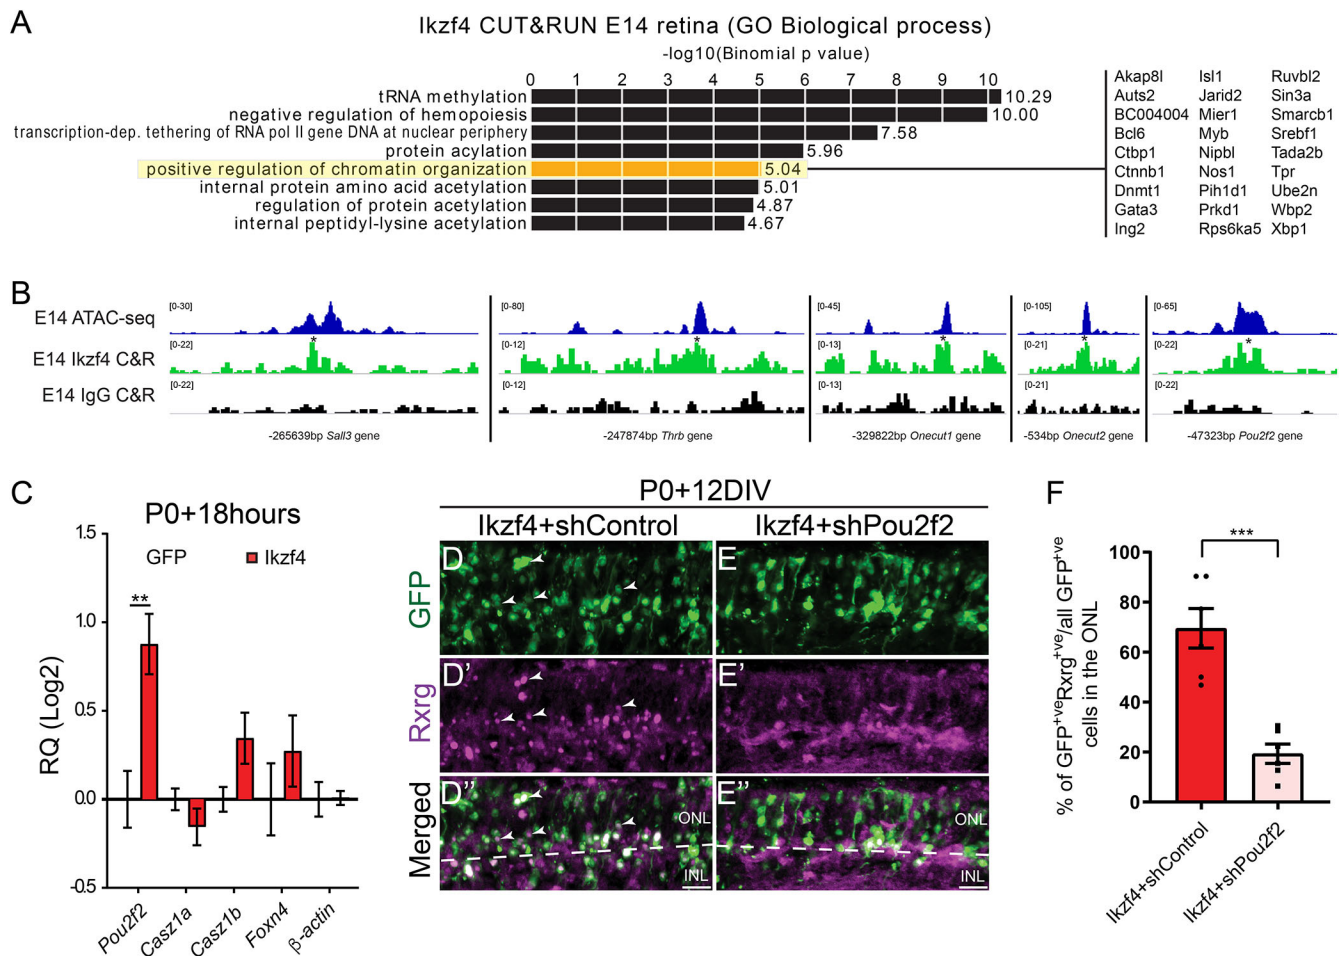 A
Ikzf4 CUT&RUN E14 retina (GO Biological process)
-log10(Binomial p value)
0 1 2 3 4 5 6 7 8 9 10
tRNA methylation 10.29
negative regulation of hemopoiesis 10.00
transcription-dep. tethering of RNA pol II gene DNA at nuclear periphery 7.58
protein acylation 5.96
positive regulation of chromatin organization 5.04
internal protein amino acid acetylation 5.01
regulation of protein acetylation 4.87
internal peptidyl-lysine acetylation 4.67
Akap8l Isl1 Ruvbl2
Auts2 Jarid2 Sin3a
BC004004 Mier1 Smarcb1
Bcl6 Myb Srebf1
Ctbp1 Nipbl Tada2b
Ctnnb1 Nos1 Tpr
Dnmt1 Pih1d1 Ube2n
Gata3 Prkd1 Wbp2
Ing2 Rps6ka5 Xbp1
B
E14 ATAC-seq [0-30] [0-80] [0-45] [0-105] [0-65]
* * * * *
E14 Ikzf4 C&R [0-22] [0-12] [0-13] [0-21] [0-22]
E14 IgG C&R [0-22] [0-12] [0-13] [0-21] [0-22]
-265639bp Sall3 gene -247874bp Thrb gene -329822bp Onecut1 gene -534bp Onecut2 gene -47323bp Pou2f2 gene
C
P0+18hours
GFP Ikzf4
RQ (Log2)
1.5
1.0
0.5
0.0
-0.5
**
Pou2f2 Casz1a Casz1b Foxn4 β-actin
P0+12DIV
Ikzf4+shControl Ikzf4+shPou2f2
GFP
D E
Rxrg
D' E'
Merged
D" E"
ONL ONL
INL INL
F
% of GFP+veRxrg+ve/all GFP+ve
cells in the ONL
100
80
60
40
20
0
***
Ikzf4+shControl
Ikzf4+shPou2f2